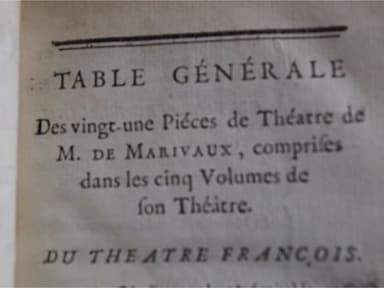 TABLE GÉNÉRALE
Des vingt-une Piéces de Théatre de
M. DE MARIVAUX, comprises
dans les cinq Volumes de
son Théâtre.
DU THEATRE FRANÇOIS.